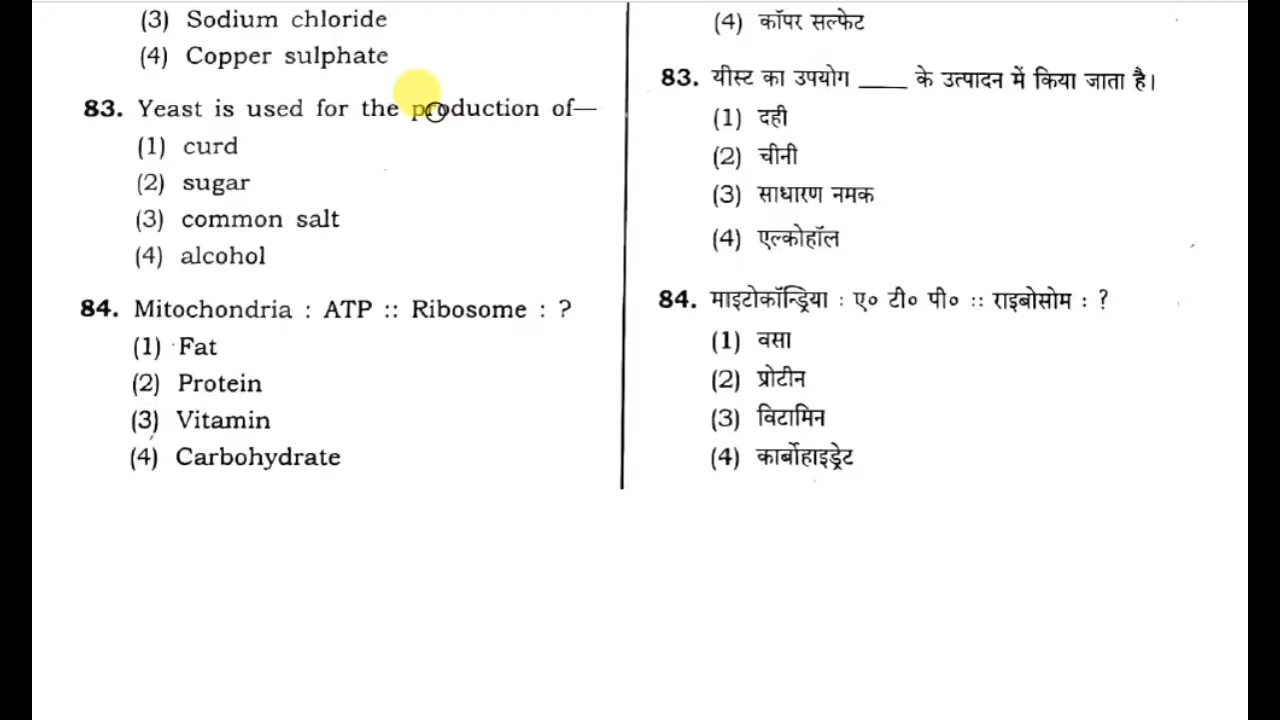 (3) Sodium chloride
(4) Copper sulphate
83. Yeast is used for the production of—
(1) curd
(2) sugar
(3) common salt
(4) alcohol
84. Mitochondria : ATP :: Ribosome : ?
(1) Fat
(2) Protein
(3) Vitamin
(4) Carbohydrate
(4) कॉपर सल्फेट
83. यीस्ट का उपयोग ____ के उत्पादन में किया जाता है।
(1) दही
(2) चीनी
(3) साधारण नमक
(4) एल्कोहॉल
84. माइटोकॉन्ड्रिया : ए० टी० पी० :: राइबोसोम : ?
(1) वसा
(2) प्रोटीन
(3) विटामिन
(4) कार्बोहाइड्रेट